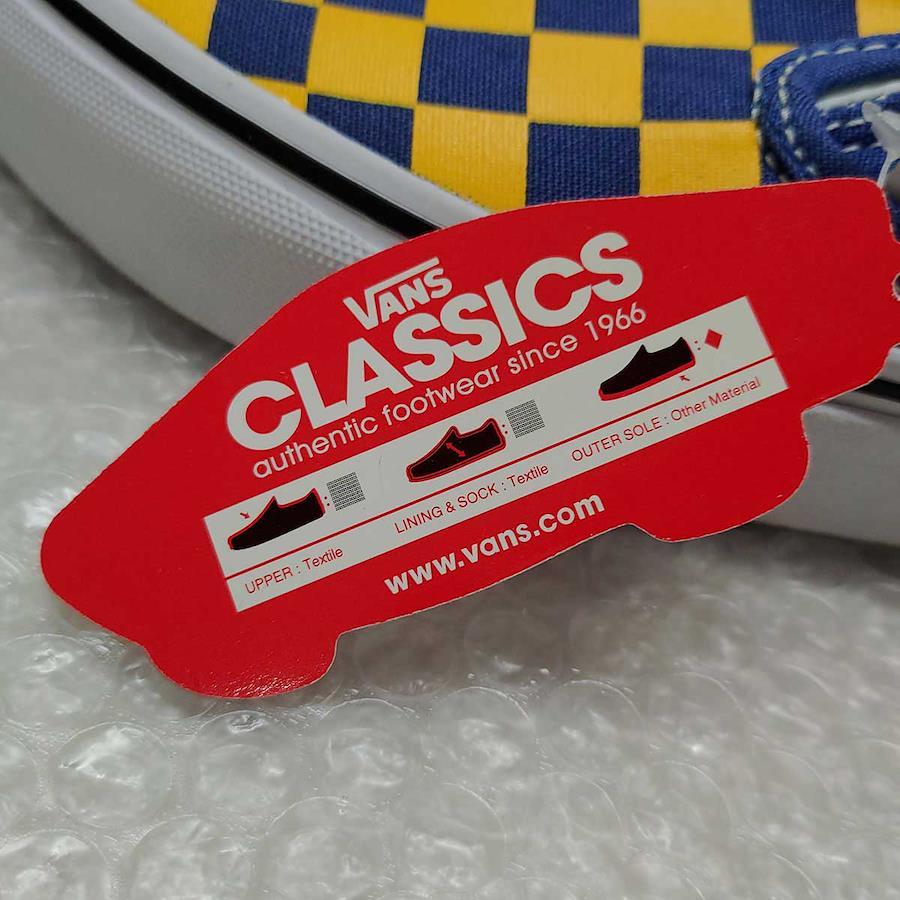 VANS
CLASSICS
authentic footwear since 1966
UPPER : Textile
LINING & SOCK : Textile
OUTER SOLE : Other Material
www.vans.com